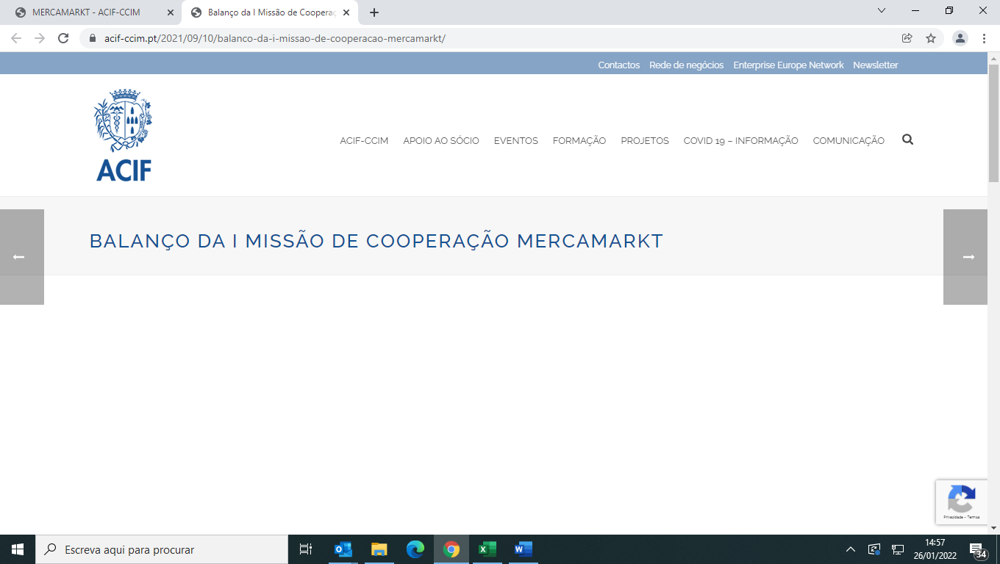 MERCAMARKT - ACIF-CCIM
Balanço da I Missão de Cooperaç
acif-ccim.pt/2021/09/10/balanco-da-i-missao-de-cooperacao-mercamarkt/
Contactos Rede de negócios Enterprise Europe Network Newsletter
ACIF
ACIF-CCIM APOIO AO SÓCIO EVENTOS FORMAÇÃO PROJETOS COVID 19 – INFORMAÇÃO COMUNICAÇÃO
BALANÇO DA I MISSÃO DE COOPERAÇÃO MERCAMARKT
Privacidade - Termos
Escreva aqui para procurar
14:57
26/01/2022
34